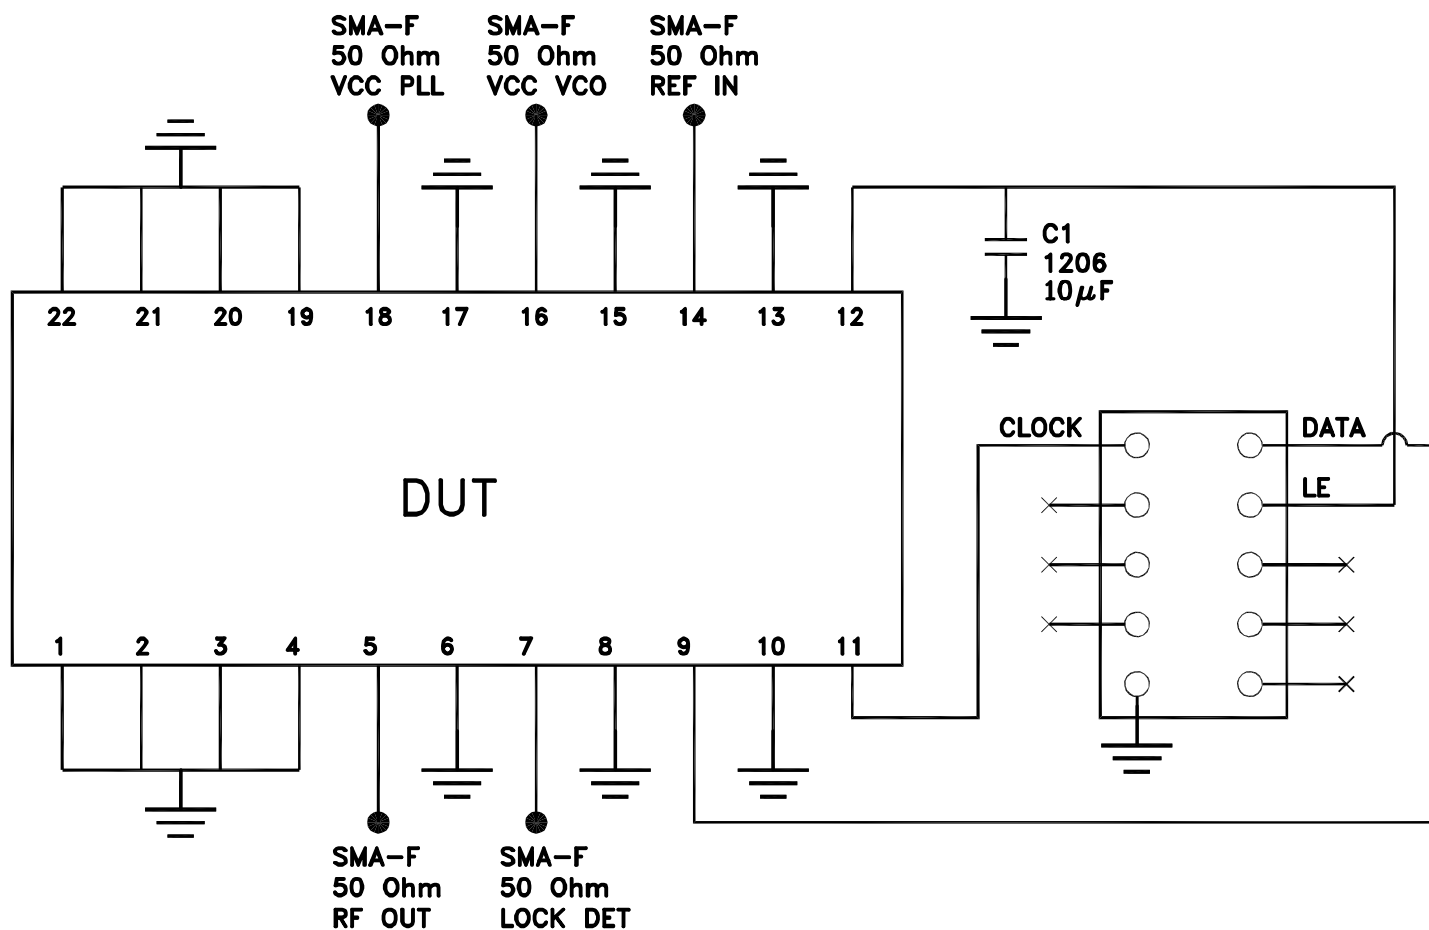 SMA-F
50 Ohm
VCC PLL
SMA-F
50 Ohm
VCC VCO
SMA-F
50 Ohm
REF IN
C1
1206
10µF
22 21 20 19 18 17 16 15 14 13 12
CLOCK
DATA
LE
DUT
1 2 3 4 5 6 7 8 9 10 11
SMA-F
50 Ohm
RF OUT
SMA-F
50 Ohm
LOCK DET